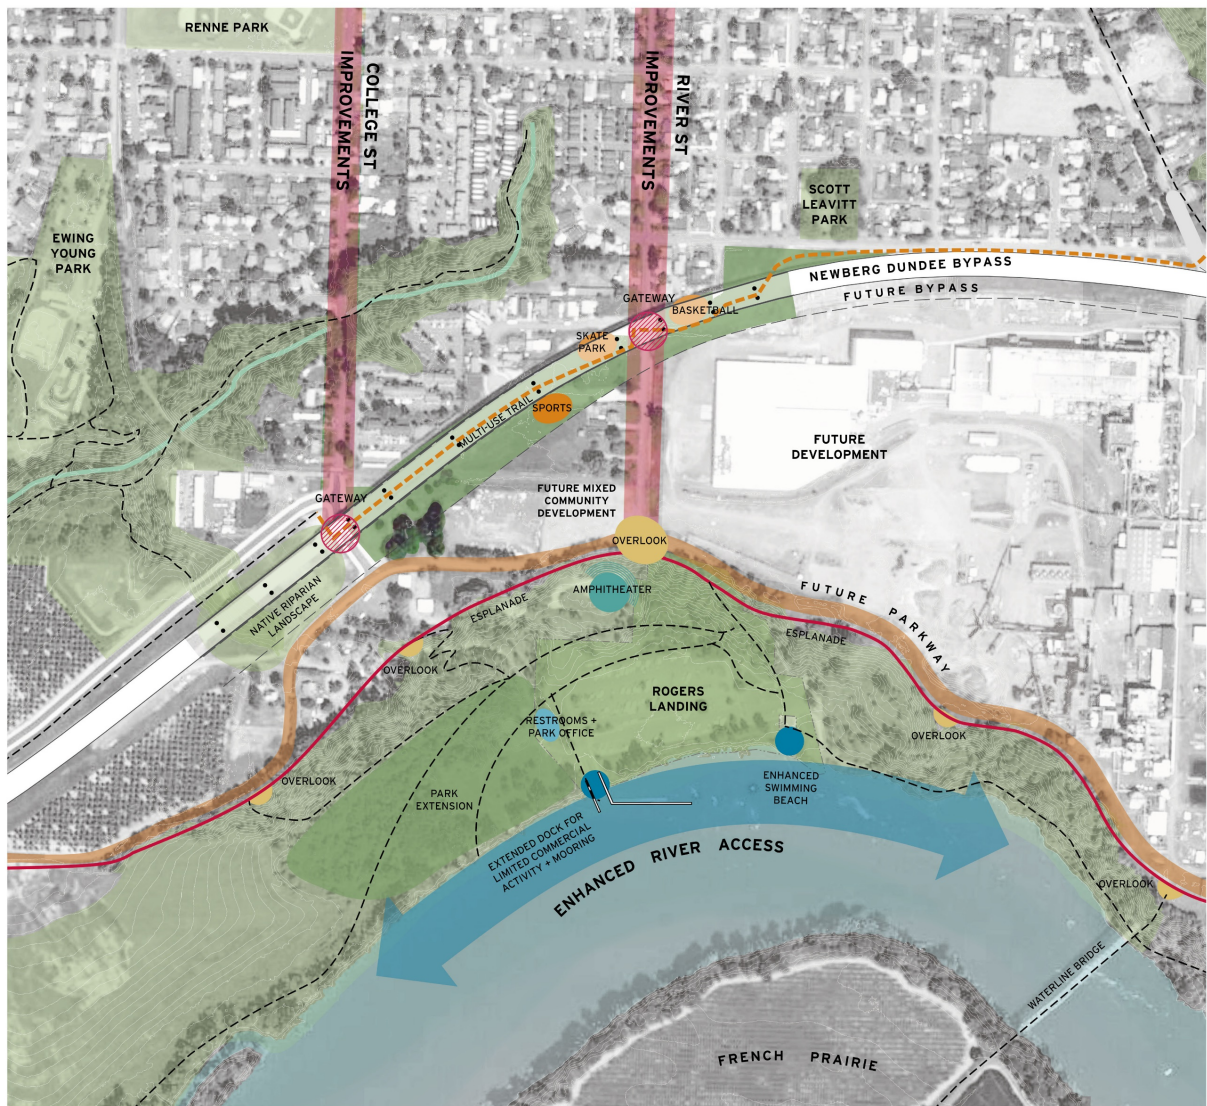 RENNE PARK
COLLEGE ST
IMPROVEMENTS
RIVER ST
IMPROVEMENTS
SCOTT
LEAVITT
PARK
EWING
YOUNG
PARK
NEWBERG DUNDEE BYPASS
FUTURE BYPASS
GATEWAY
BASKETBALL
SKATE
PARK
SPORTS
MULTI-USE TRAIL
FUTURE
DEVELOPMENT
GATEWAY
FUTURE MIXED
COMMUNITY
DEVELOPMENT
OVERLOOK
NATIVE RIPARIAN
LANDSCAPE
AMPHITHEATER
ESPLANADE
ESPLANADE
FUTURE PARKWAY
OVERLOOK
ROGERS
LANDING
RESTROOMS +
PARK OFFICE
OVERLOOK
OVERLOOK
PARK
EXTENSION
ENHANCED
SWIMMING
BEACH
EXTENDED DOCK FOR
LIMITED COMMERCIAL
ACTIVITY + MOORING
ENHANCED RIVER ACCESS
OVERLOOK
WATERLINE BRIDGE
FRENCH PRAIRIE